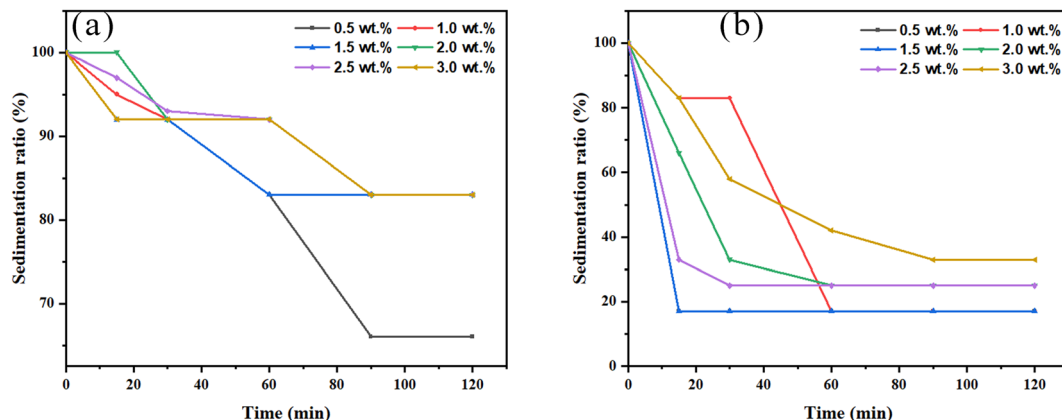 (a)
0.5 wt.% 1.0 wt.%
1.5 wt.% 2.0 wt.%
2.5 wt.% 3.0 wt.%
100
90
80
70
Sedimentation ratio (%)
0 20 40 60 80 100 120
Time (min)
(b)
0.5 wt.% 1.0 wt.%
1.5 wt.% 2.0 wt.%
2.5 wt.% 3.0 wt.%
100
80
60
40
20
0
Sedimentation ratio (%)
0 20 40 60 80 100 120
Time (min)